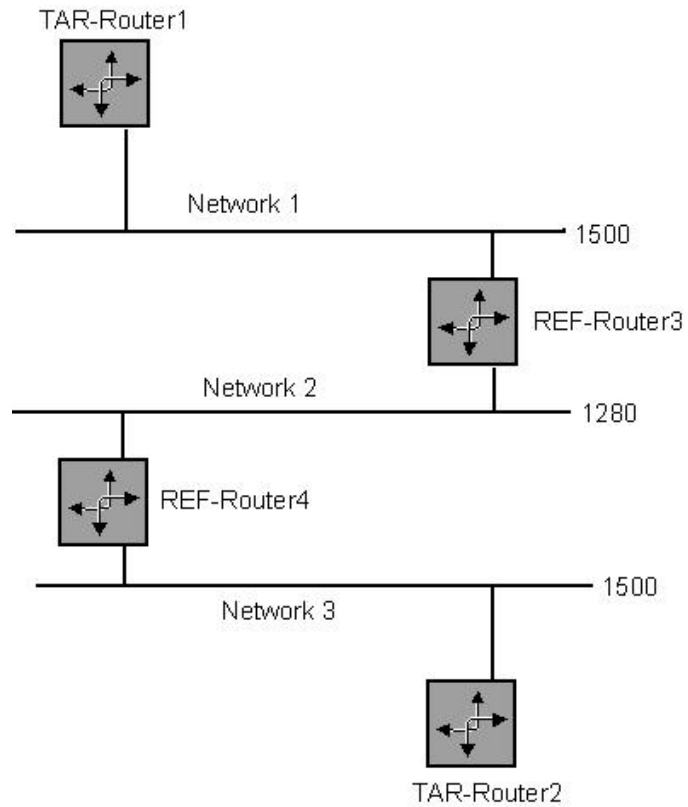 TAR-Router1
Network 1
1500
REF-Router3
Network 2
1280
REF-Router4
1500
Network 3
TAR-Router2